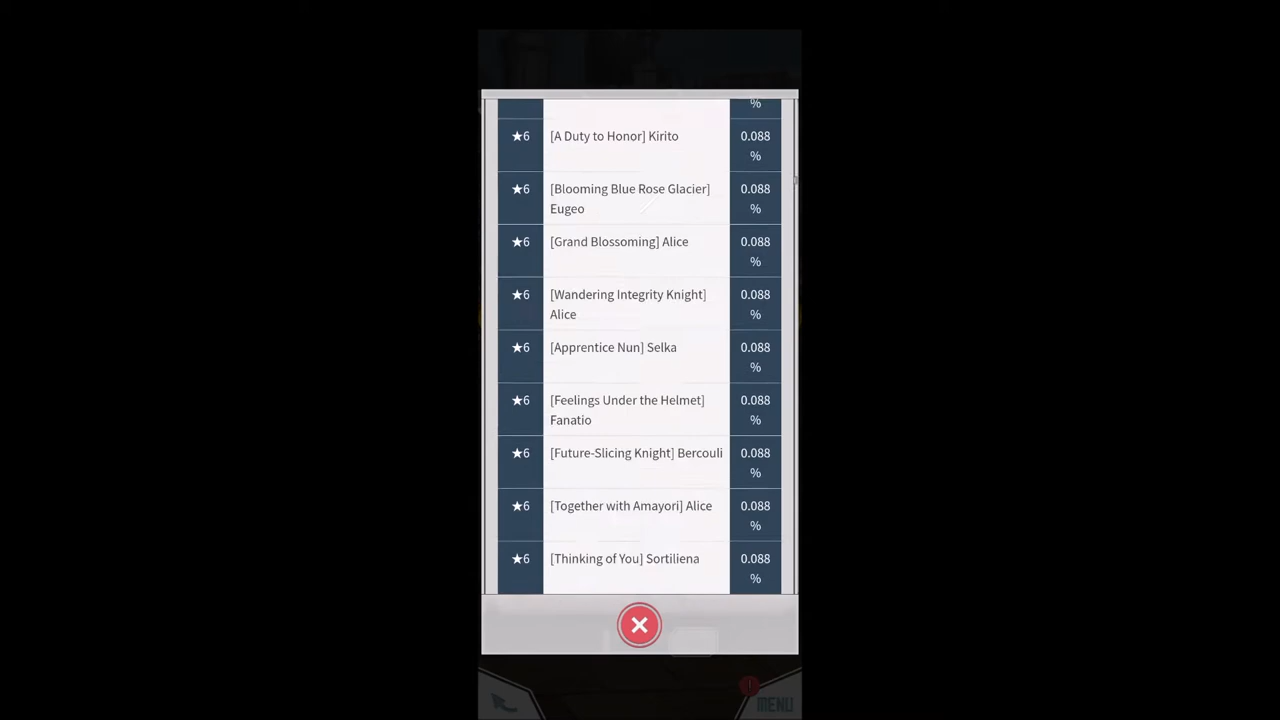 %
★6 [A Duty to Honor] Kirito 0.088
%
★6 [Blooming Blue Rose Glacier] 0.088
Eugeo %
★6 [Grand Blossoming] Alice 0.088
%
★6 [Wandering Integrity Knight] 0.088
Alice %
★6 [Apprentice Nun] Selka 0.088
%
★6 [Feelings Under the Helmet] 0.088
Fanatio %
★6 [Future-Slicing Knight] Bercouli 0.088
%
★6 [Together with Amayori] Alice 0.088
%
★6 [Thinking of You] Sortiliena 0.088
%
MENU